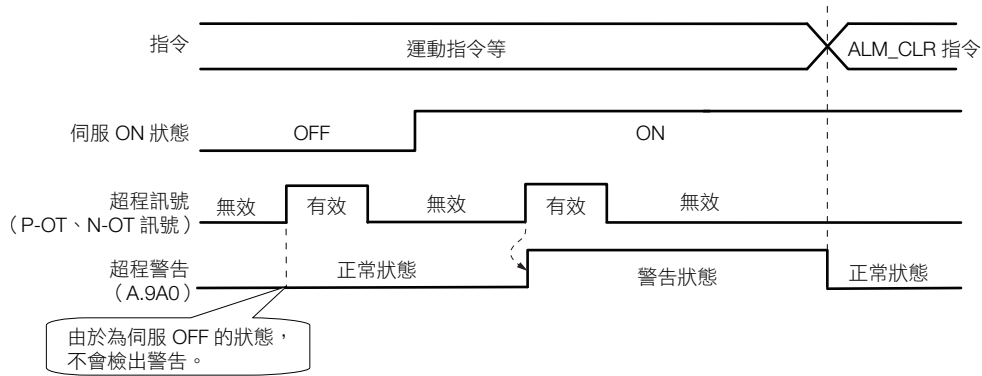 指令
運動指令等
ALM_CLR 指令
伺服 ON 狀態
OFF
ON
超程訊號
（P-OT、N-OT 訊號）
無效
有效
無效
有效
無效
超程警告
（A.9A0）
正常狀態
警告狀態
正常狀態
由於為伺服 OFF 的狀態，
不會檢出警告。